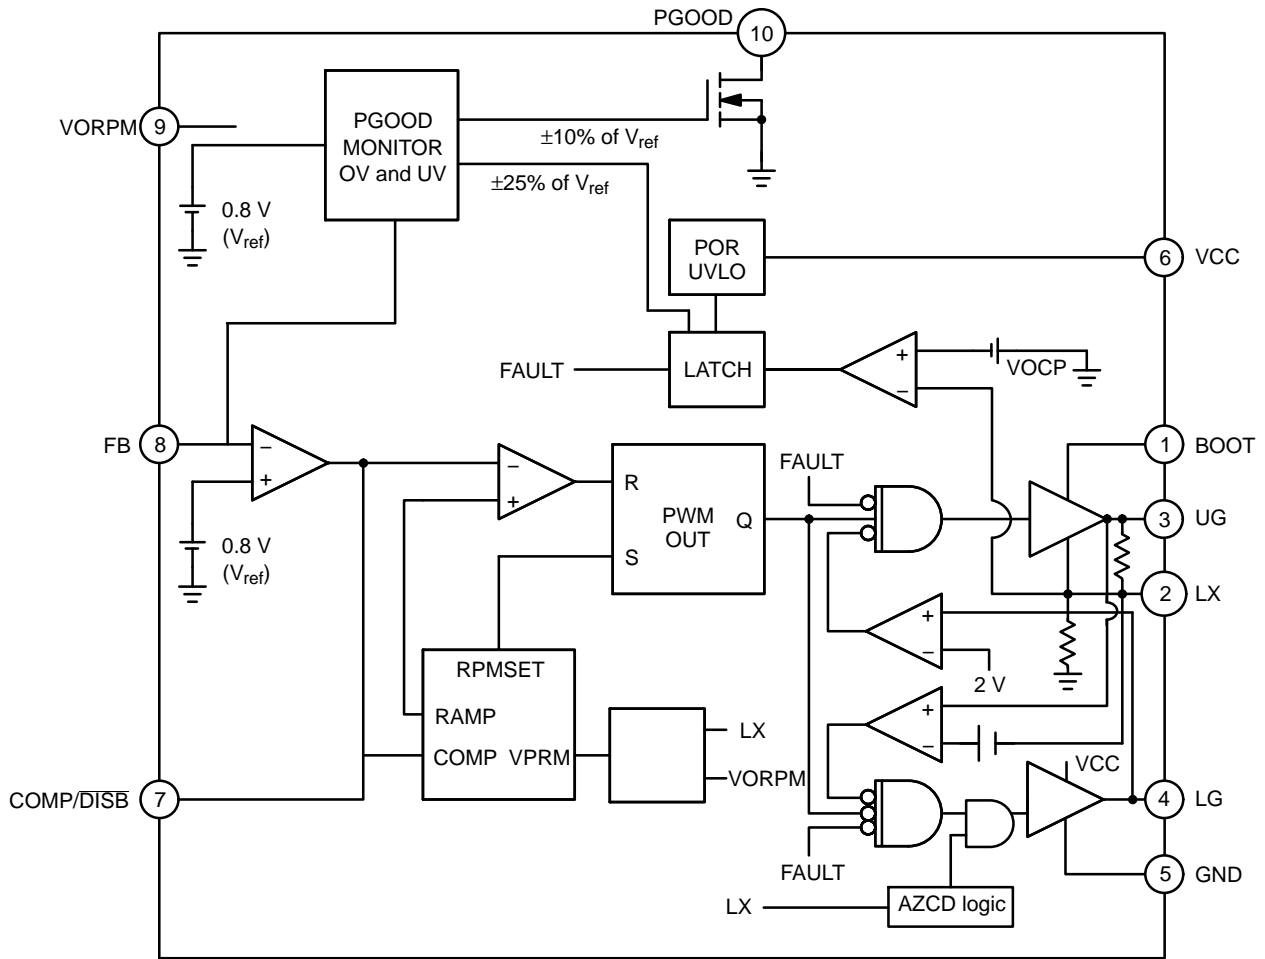 PGOOD
10
VORPM
9
PGOOD
MONITOR
OV and UV
±10% of Vref
±25% of Vref
0.8 V
(Vref)
POR
UVLO
6
VCC
FAULT
LATCH
+
−
VOCP
FB
8
−
+
0.8 V
(Vref)
−
+
R
S
PWM
OUT
Q
FAULT
1
BOOT
3
UG
2
LX
+
−
2 V
RPMSET
RAMP
COMP
VPRM
LX
VORPM
+
−
VCC
COMP/DISB
7
4
LG
FAULT
5
GND
LX
AZCD logic